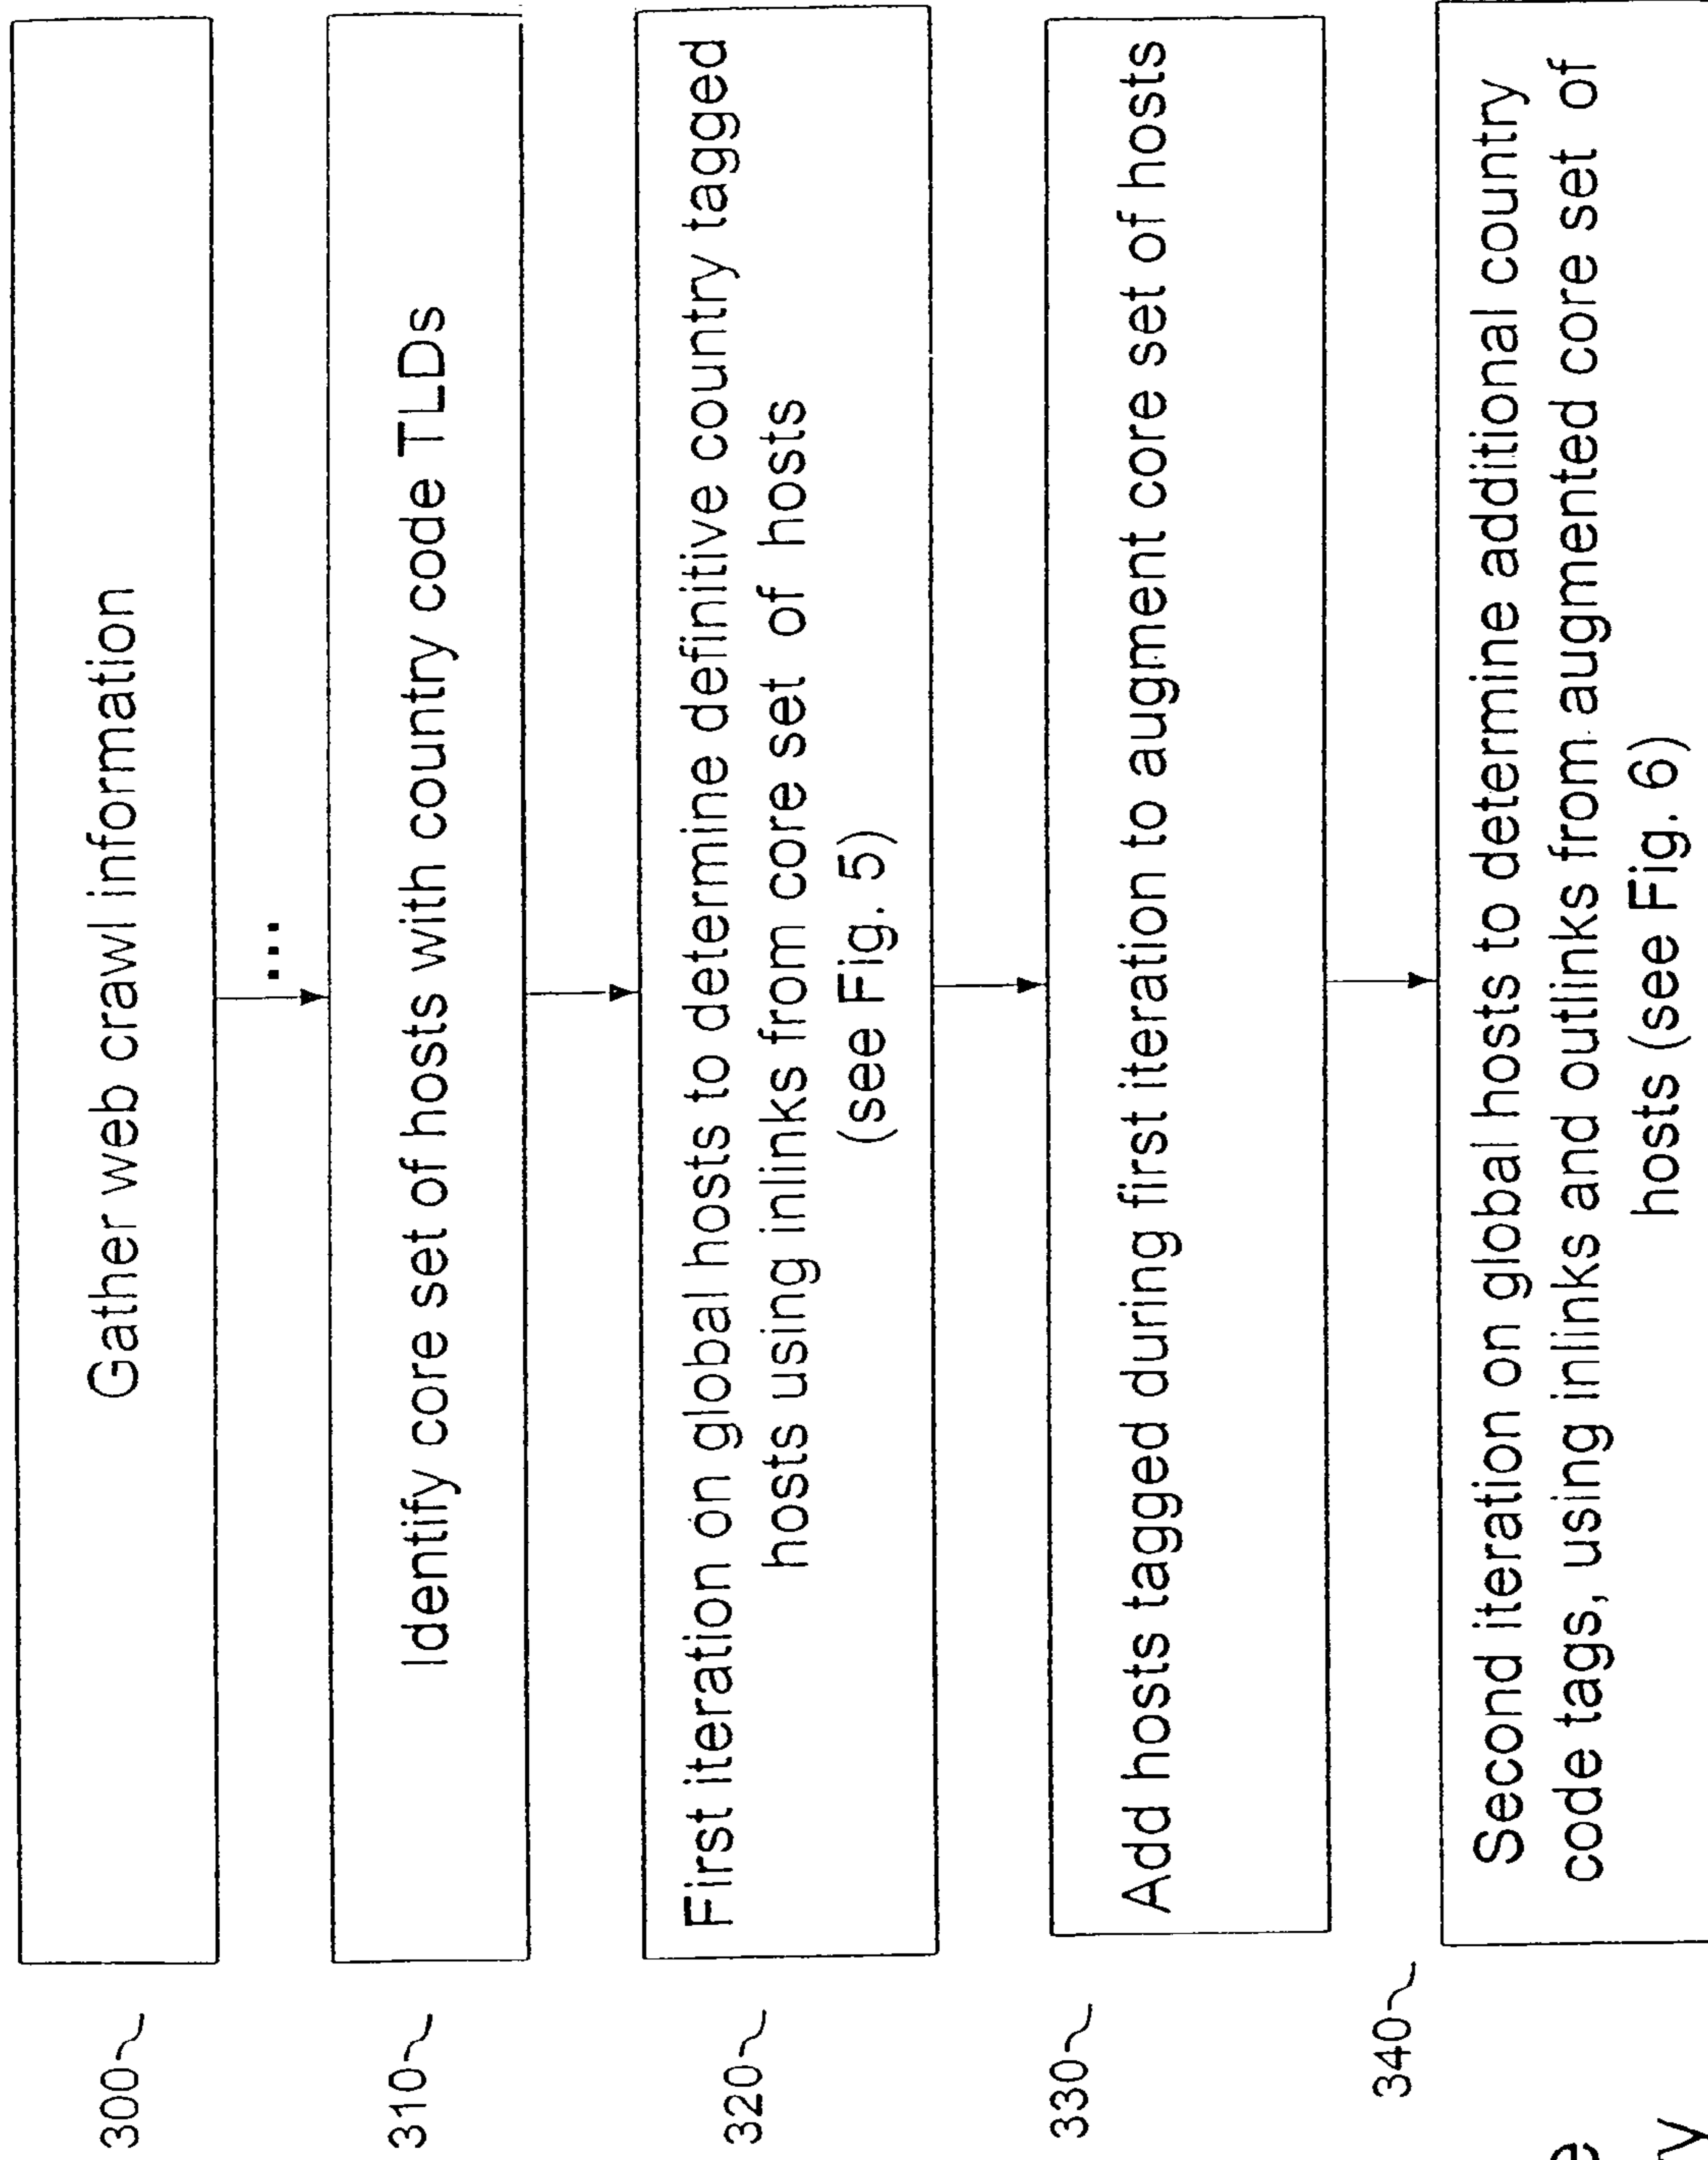 300
Gather web crawl information
...
310
Identify core set of hosts with country code TLDs
320
First iteration on global hosts to determine definitive country tagged
hosts using inlinks from core set of hosts
(see Fig. 5)
330
Add hosts tagged during first iteration to augment core set of hosts
340
Second iteration on global hosts to determine additional country
code tags, using inlinks and outlinks from augmented core set of
hosts (see Fig. 6)